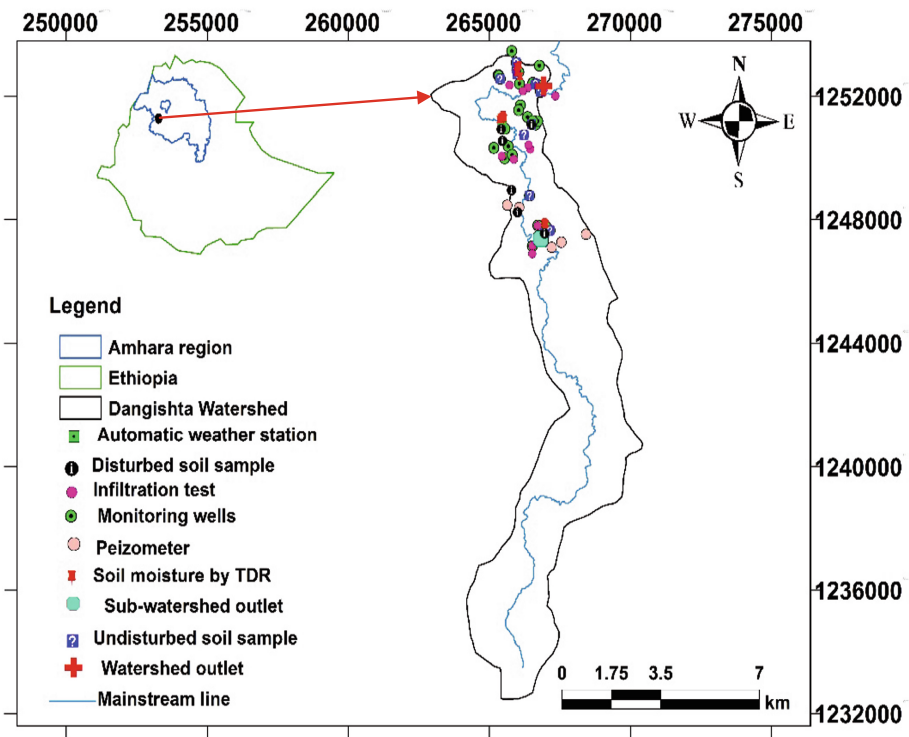 250000 255000 260000 265000 270000 275000
N
W E
S
1252000
1248000
1244000
1240000
1236000
1232000
Legend
Amhara region
Ethiopia
Dangishta Watershed
Automatic weather station
Disturbed soil sample
Infiltration test
Monitoring wells
Peizometer
Soil moisture by TDR
Sub-watershed outlet
Undisturbed soil sample
Watershed outlet
Mainstream line
0 1.75 3.5 7
km